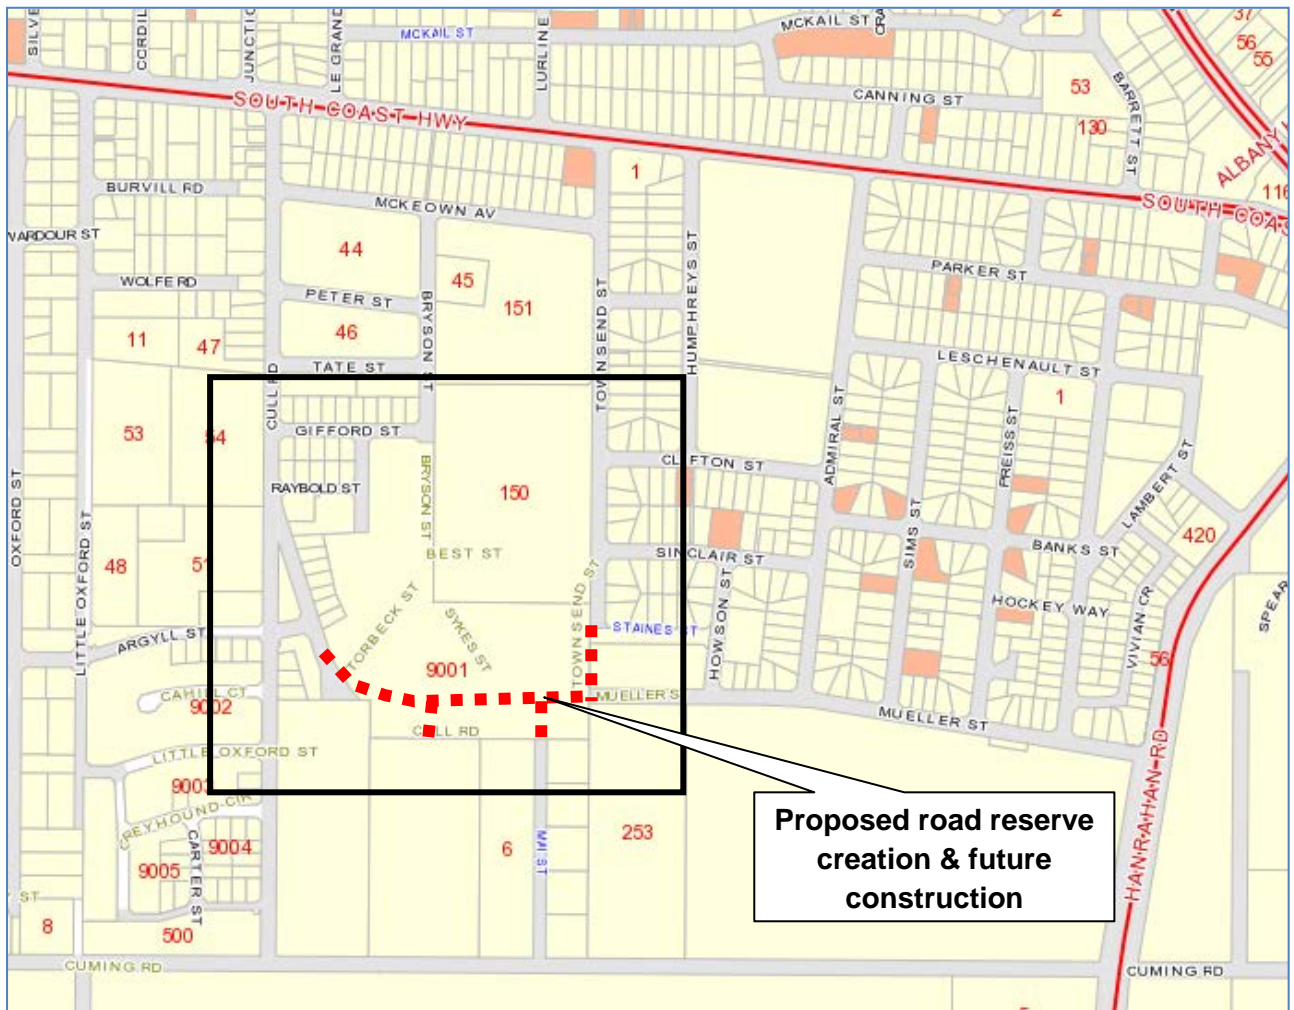 SILVE
CORDIL
JUNCTIO
LE GRAND
MCKAIL ST
LURLINE
MCKAIL ST
CRA
2
37
56
55
SOUTH COAST HWY
CANNING ST
53
130
BARRETT ST
ALBANY
116
SOUTH COAS
BURVILL RD
MCKEOWN AV
1
WARDOUR ST
WOLFE RD
44
PETER ST
45
151
BRYSON ST
TOWNSEND ST
HUMPHREYS ST
PARKER ST
11
47
46
TATE ST
CULL RD
LESCHENAULT ST
1
53
54
GIFFORD ST
RAYBOLD ST
BRYSON ST
150
CLIFTON ST
ADMIRAL ST
PREISS ST
LAMBERT ST
OXFORD ST
LITTLE OXFORD ST
48
51
BEST ST
SINCLAIR ST
SIMS ST
BANKS ST
420
HOWSON ST
HOCKEY WAY
VIVIAN CR
SPEAR
ARGYLL ST
TORBECK ST
SYKES ST
TOWNSEND ST
STAINES ST
9001
56
CAHILL CT
9002
MUELLER S
MUELLER ST
CULL RD
LITTLE OXFORD ST
9003
GREYHOUND CIR
CARTER ST
9004
9005
6
MAI ST
253
Proposed road reserve
creation & future
construction
HANRAHAN RD
ST
8
500
CUMING RD
CUMING RD